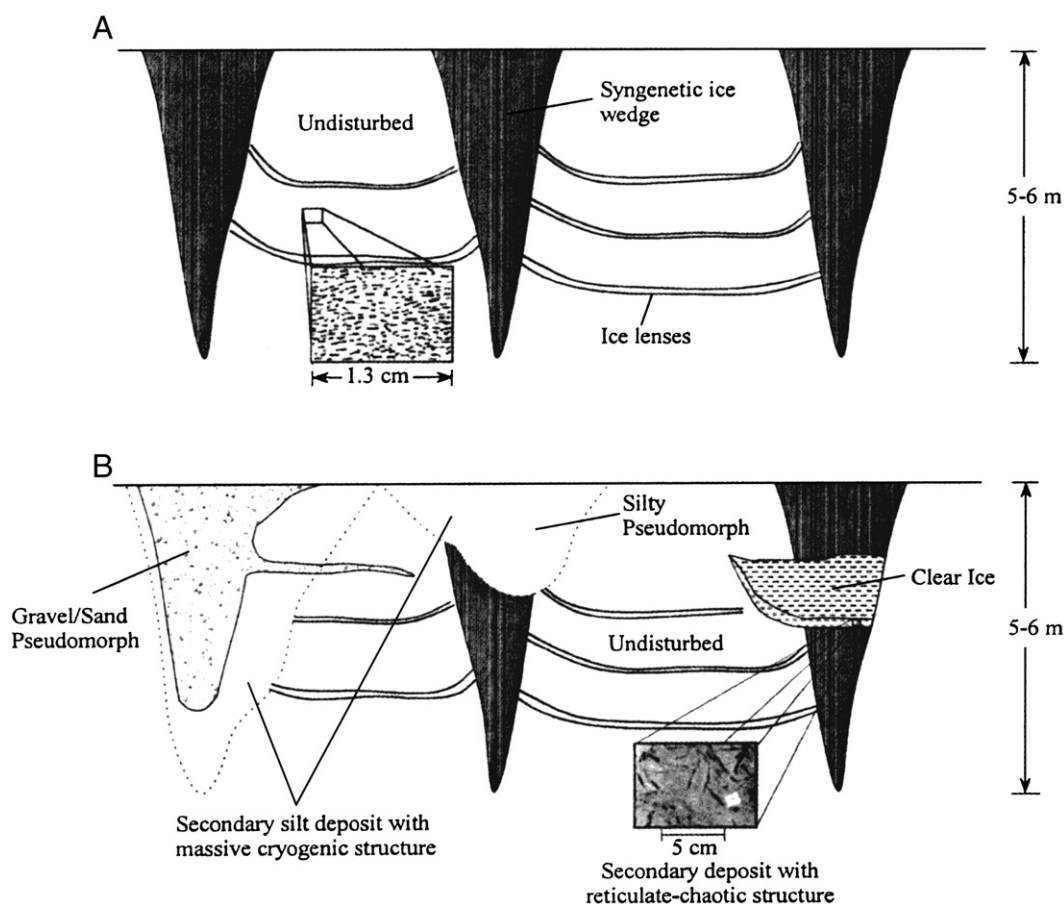 A
Undisturbed
Syngenetic ice
wedge
5-6 m
Ice lenses
1.3 cm
B
Silty
Pseudomorph
Clear Ice
Gravel/Sand
Pseudomorph
5-6 m
Undisturbed
Secondary silt deposit with
massive cryogenic structure
5 cm
Secondary deposit with
reticulate-chaotic structure